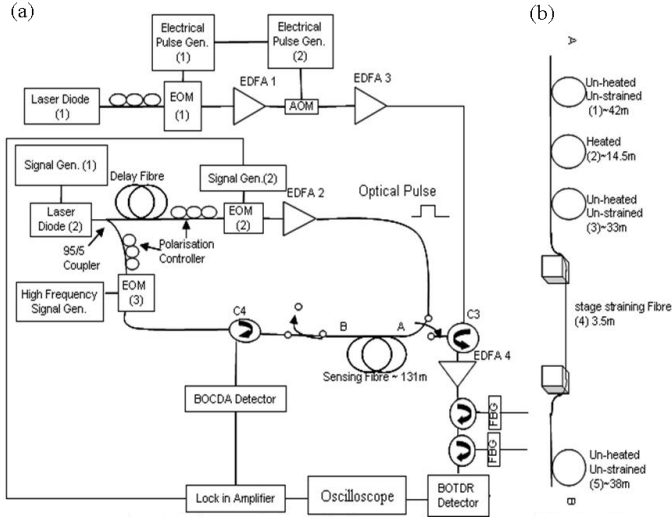 (a)
Electrical
Pulse Gen.
(1)
Electrical
Pulse Gen.
(2)
EDFA 1
EDFA 3
Laser Diode
(1)
EOM
(1)
AOM
Signal Gen. (1)
Delay Fibre
Signal Gen.(2)
EDFA 2
Optical Pulse
Laser
Diode (2)
EOM
(2)
95/5
Coupler
Polarisation
Controller
High Frequency
Signal Gen.
EOM
(3)
C4
B
A
C3
EDFA 4
Sensing Fibre ~ 131m
BOCDA Detector
FBG
FBG
Lock in Amplifier
Oscilloscope
BOTDR
Detector
(b)
A
Un-heated
Un-strained
(1)~42m
Heated
(2)~14.5m
Un-heated
Un-strained
(3)~33m
stage straining Fibre
(4) 3.5m
Un-heated
Un-strained
(5)~38m
B